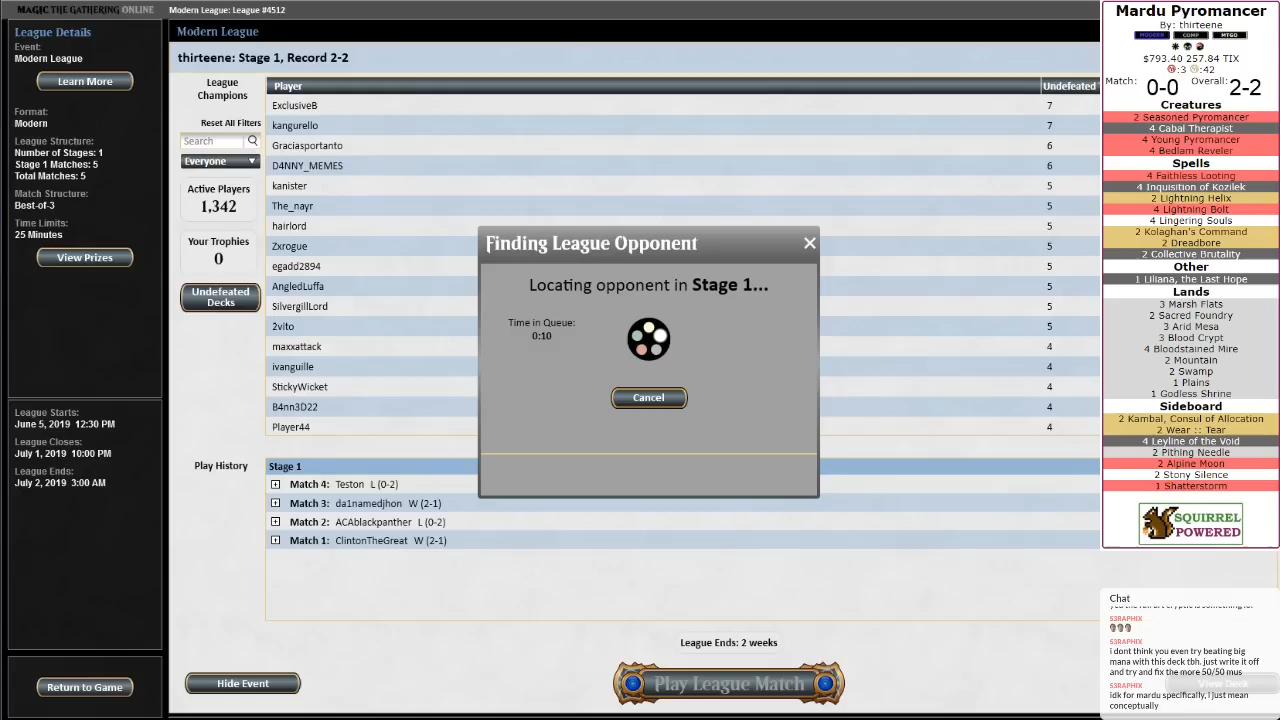 MAGIC THE GATHERING ONLINE
Modern League: League #4512
League Details
Event:
Modern League
Learn More
Format:
Modern
League Structure:
Number of Stages: 1
Stage 1 Matches: 5
Total Matches: 5
Match Structure:
Best-of-3
Time Limits:
25 Minutes
View Prizes
League Starts:
June 5, 2019 12:30 PM
League Closes:
July 1, 2019 10:00 PM
League Ends:
July 2, 2019 3:00 AM
Return to Game
Modern League
thirteene: Stage 1, Record 2-2
League
Champions
Reset All Filters
Search
Everyone
Active Players
1,342
Your Trophies
0
Undefeated
Decks
Player Undefeated
ExclusiveB 7
kangurello 7
Graciasportanto 6
D4NNY_MEMES 6
kanister 5
The_nayr 5
hairlord 5
Zxrogue 5
egadd2894 5
AngledLuffa 5
SilvergillLord 5
2vito 5
maxxattack 4
ivanguille 4
StickyWicket 4
B4nn3D22 4
Player44 4
Finding League Opponent
Locating opponent in Stage 1...
Time in Queue:
0:10
Cancel
Play History
Stage 1
Match 4: Teston L (0-2)
Match 3: da1namedjhon W (2-1)
Match 2: ACAblackpanther L (0-2)
Match 1: ClintonTheGreat W (2-1)
League Ends: 2 weeks
Hide Event
Play League Match
Mardu Pyromancer
By: thirteene
MODERN COMP MTGO
$793.40 257.84 TIX
:3 :42
Match: 0-0 Overall: 2-2
Creatures
2 Seasoned Pyromancer
4 Cabal Therapist
4 Young Pyromancer
4 Bedlam Reveler
Spells
4 Faithless Looting
4 Inquisition of Kozilek
2 Lightning Helix
4 Lightning Bolt
4 Lingering Souls
2 Kolaghan's Command
2 Dreadbore
2 Collective Brutality
Other
1 Liliana, the Last Hope
Lands
3 Marsh Flats
2 Sacred Foundry
3 Arid Mesa
3 Blood Crypt
4 Bloodstained Mire
2 Mountain
2 Swamp
1 Plains
1 Godless Shrine
Sideboard
2 Kambal, Consul of Allocation
2 Wear :: Tear
4 Leyline of the Void
2 Pithing Needle
2 Alpine Moon
2 Stony Silence
1 Shatterstorm
SQUIRREL
POWERED
Chat
S3RAPHIX
S3RAPHIX
i dont think you even try beating big
mana with this deck tbh. just write it off
and try and fix the more 50/50 mus
S3RAPHIX
idk for mardu specifically, I just mean
conceptually
View Deck